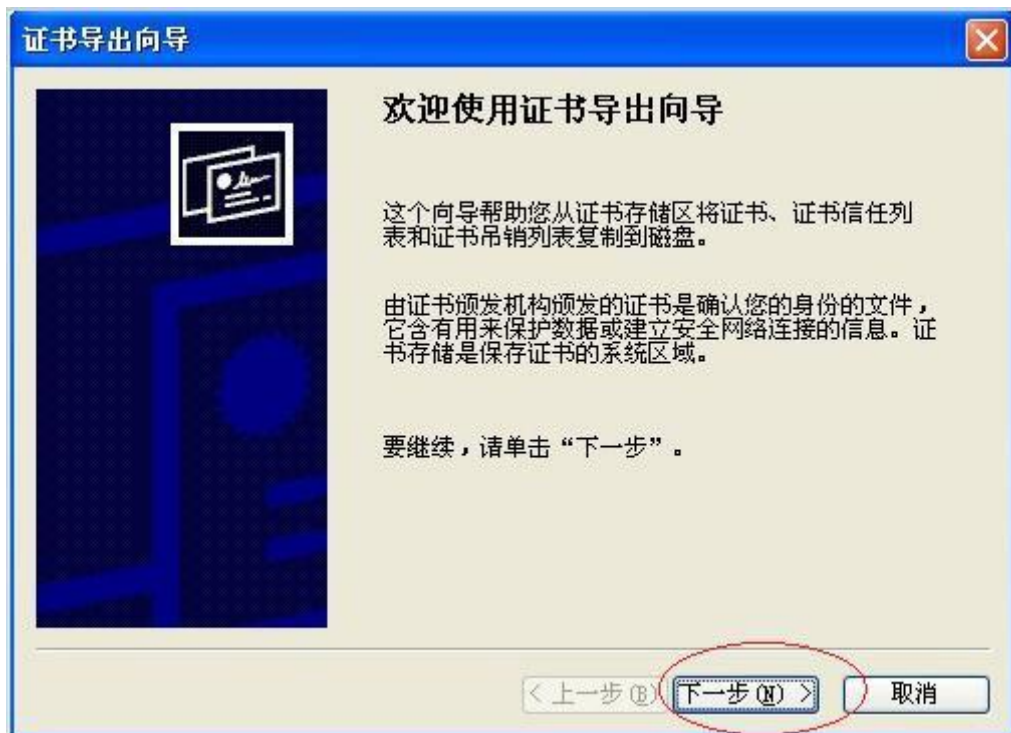 证书导出向导
欢迎使用证书导出向导
这个向导帮助您从证书存储区将证书、证书信任列
表和证书吊销列表复制到磁盘。
由证书颁发机构颁发的证书是确认您的身份的文件，
它含有用来保护数据或建立安全网络连接的信息。证
书存储是保存证书的系统区域。
要继续，请单击“下一步”。
< 上一步(B) 下一步(N) > 取消